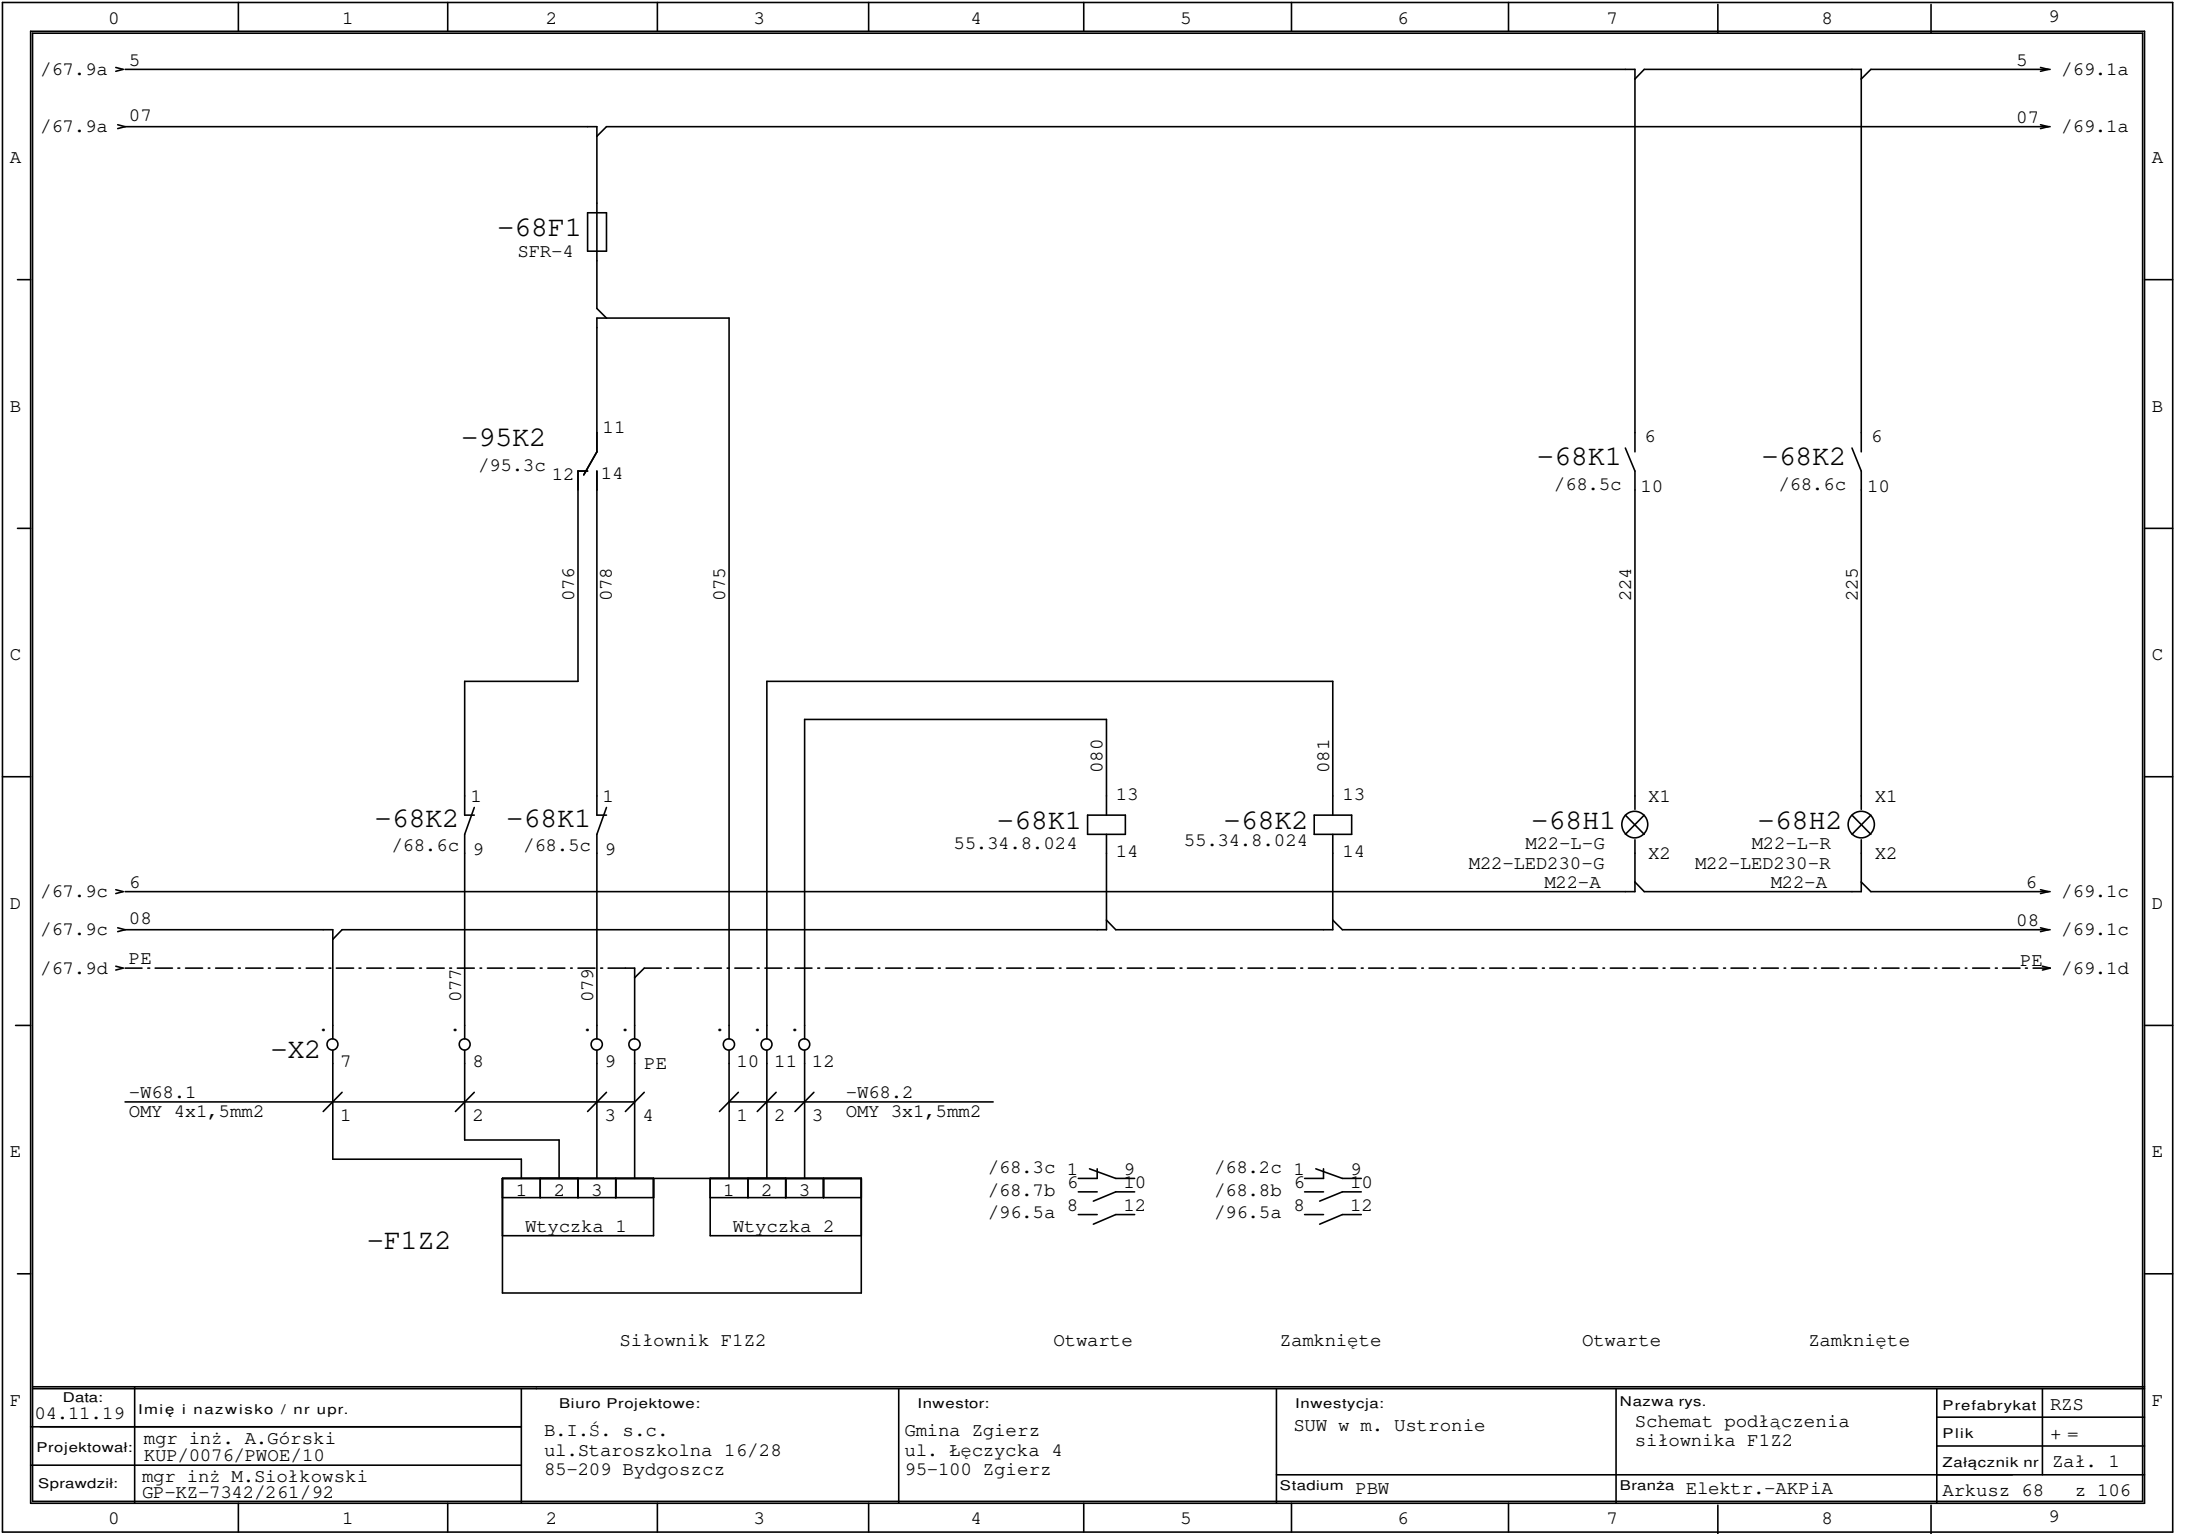 0 1 2 3 4 5 6 7 8 9
/67.9a 5 5 /69.1a
/67.9a 07 07 /69.1a
A A
-68F1
SFR-4
B B
-95K2 11
/95.3c 12 14
-68K1 6
/68.5c 10
-68K2 6
/68.6c 10
076 078 075 224 225
C C
080 081
-68K2 1
/68.6c 9
-68K1 1
/68.5c 9
-68K1 13
55.34.8.024 14
-68K2 13
55.34.8.024 14
-68H1 X1
M22-L-G X2
M22-LED230-G
M22-A
-68H2 X1
M22-L-R X2
M22-LED230-R
M22-A
/67.9c 6 6 /69.1c
D D
/67.9c 08 08 /69.1c
/67.9d PE PE /69.1d
077 079
-X2 7 8 9 PE 10 11 12
-W68.1
OMY 4x1,5mm2
1 2 3 4 1 2 3
-W68.2
OMY 3x1,5mm2
E E
/68.3c 1 9
/68.7b 6 10
/96.5a 8 12
/68.2c 1 9
/68.8b 6 10
/96.5a 8 12
1 2 3 1 2 3
Wtyczka 1 Wtyczka 2
-F1Z2
Siłownik F1Z2 Otwarte Zamknięte Otwarte Zamknięte
F F
Data:
04.11.19
Imię i nazwisko / nr upr.
Projektował:
mgr inż. A.Górski
KUP/0076/PWOE/10
Sprawdził:
mgr inż M.Siołkowski
GP-KZ-7342/261/92
Biuro Projektowe:
B.I.Ś. s.c.
ul.Staroszkolna 16/28
85-209 Bydgoszcz
Inwestor:
Gmina Zgierz
ul. Łęczycka 4
95-100 Zgierz
Inwestycja:
SUW w m. Ustronie
Stadium PBW
Nazwa rys.
Schemat podłączenia
siłownika F1Z2
Branża Elektr.-AKPiA
Prefabrykat RZS
Plik + =
Załącznik nr Zał. 1
Arkusz 68 z 106
0 1 2 3 4 5 6 7 8 9